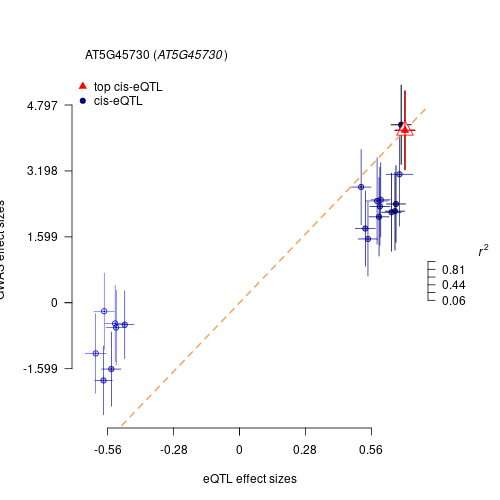 AT5G45730 (AT5G45730)
top cis-eQTL
cis-eQTL
4.797
3.198
1.599
0
-1.599
GWAS effect sizes
r²
0.81
0.44
0.06
-0.56
-0.28
0
0.28
0.56
eQTL effect sizes